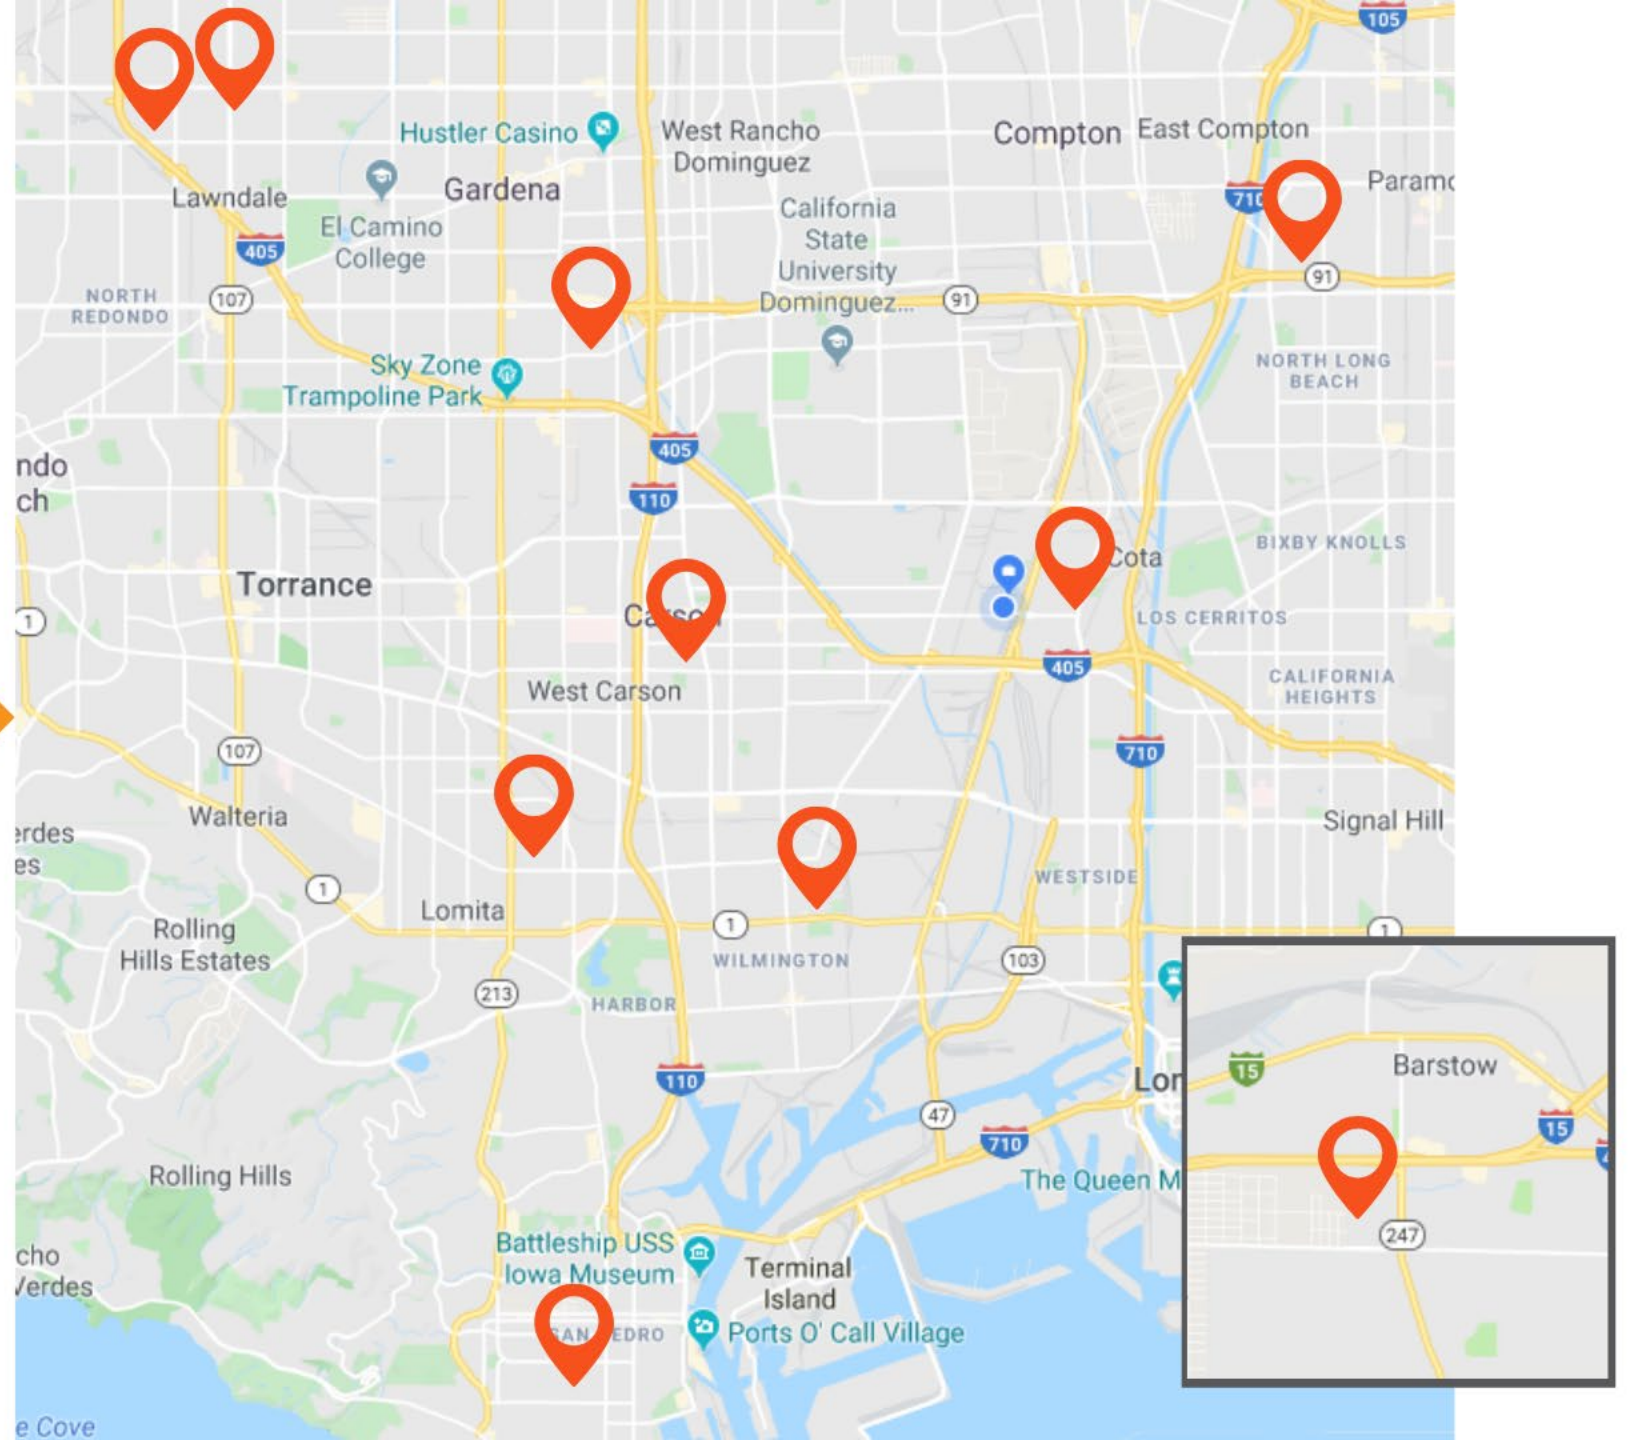 105
Hustler Casino
West Rancho
Dominguez
Compton
East Compton
Lawndale
El Camino
College
Gardena
California
State
University
Dominguez...
710
Paramo
405
NORTH
REDONDO
107
91
91
Sky Zone
Trampoline Park
NORTH LONG
BEACH
405
110
ndo
ch
Torrance
1
Cota
BIXBY KNOLLS
LOS CERRITOS
Carson
405
CALIFORNIA
HEIGHTS
West Carson
107
710
Walteria
Signal Hill
erdes
es
1
WESTSIDE
Lomita
1
1
Rolling
Hills Estates
WILMINGTON
103
213
HARBOR
110
Lon
47
710
Rolling Hills
The Queen M
15
Barstow
15
247
Battleship USS
Iowa Museum
Terminal
Island
cho
Verdes
SAN PEDRO
Ports O' Call Village
e Cove